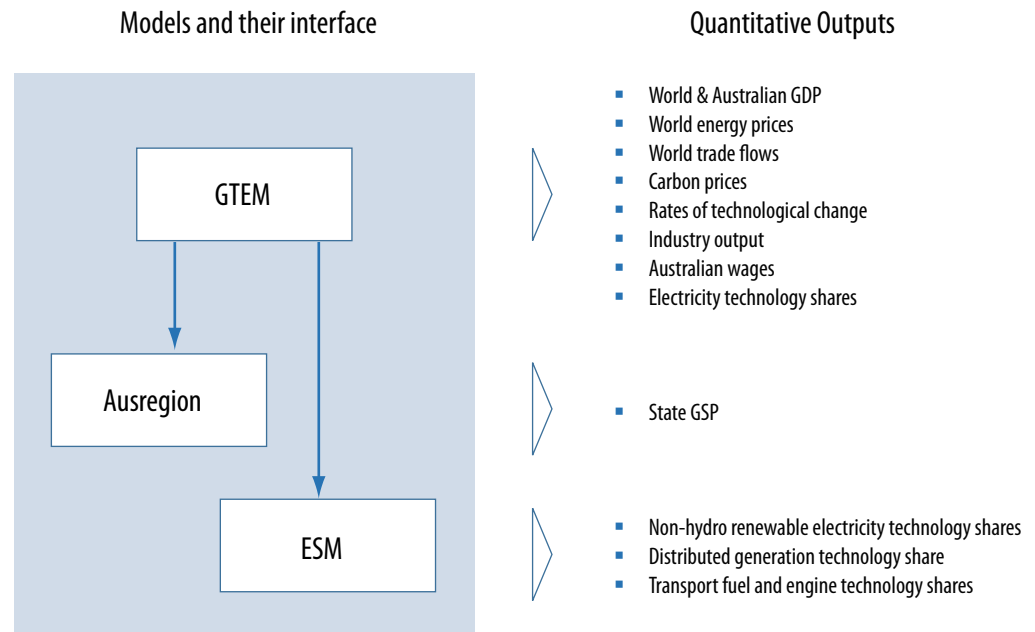 Models and their interface
Quantitative Outputs
GTEM
World & Australian GDP
World energy prices
World trade flows
Carbon prices
Rates of technological change
Industry output
Australian wages
Electricity technology shares
Ausregion
State GSP
ESM
Non-hydro renewable electricity technology shares
Distributed generation technology share
Transport fuel and engine technology shares